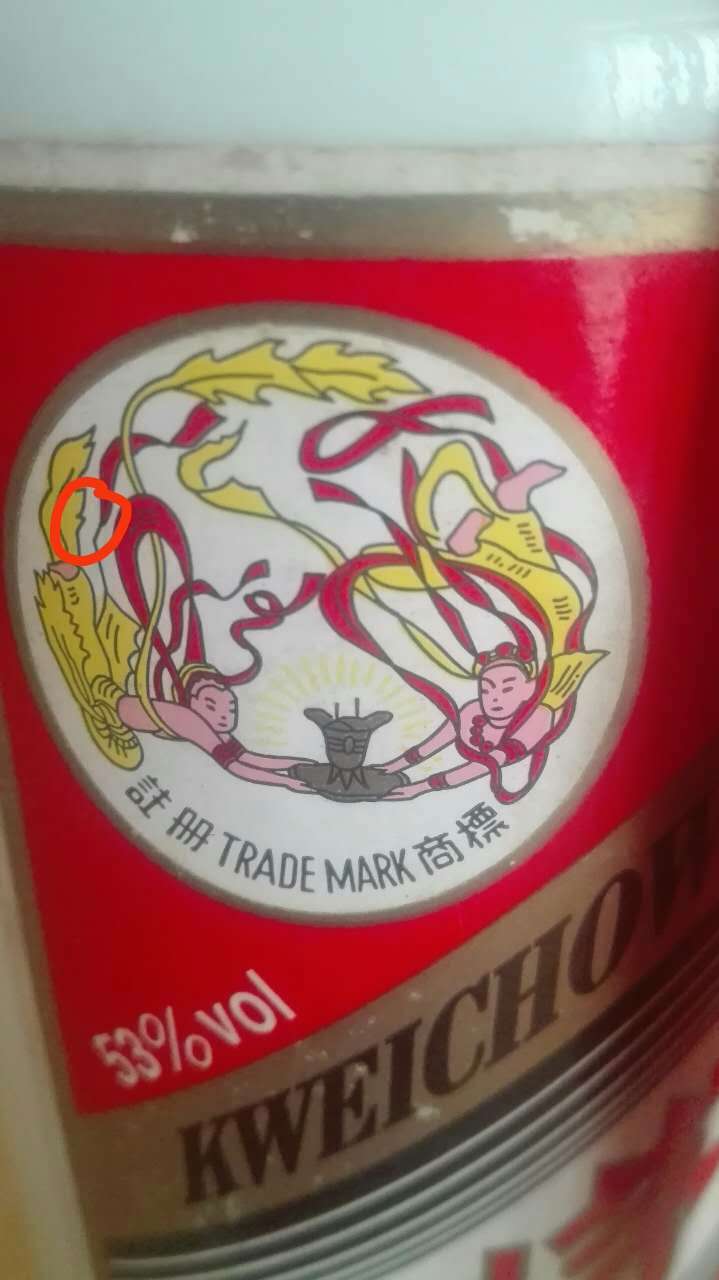 註册 TRADE MARK 商標
53%vol
KWEICHOW